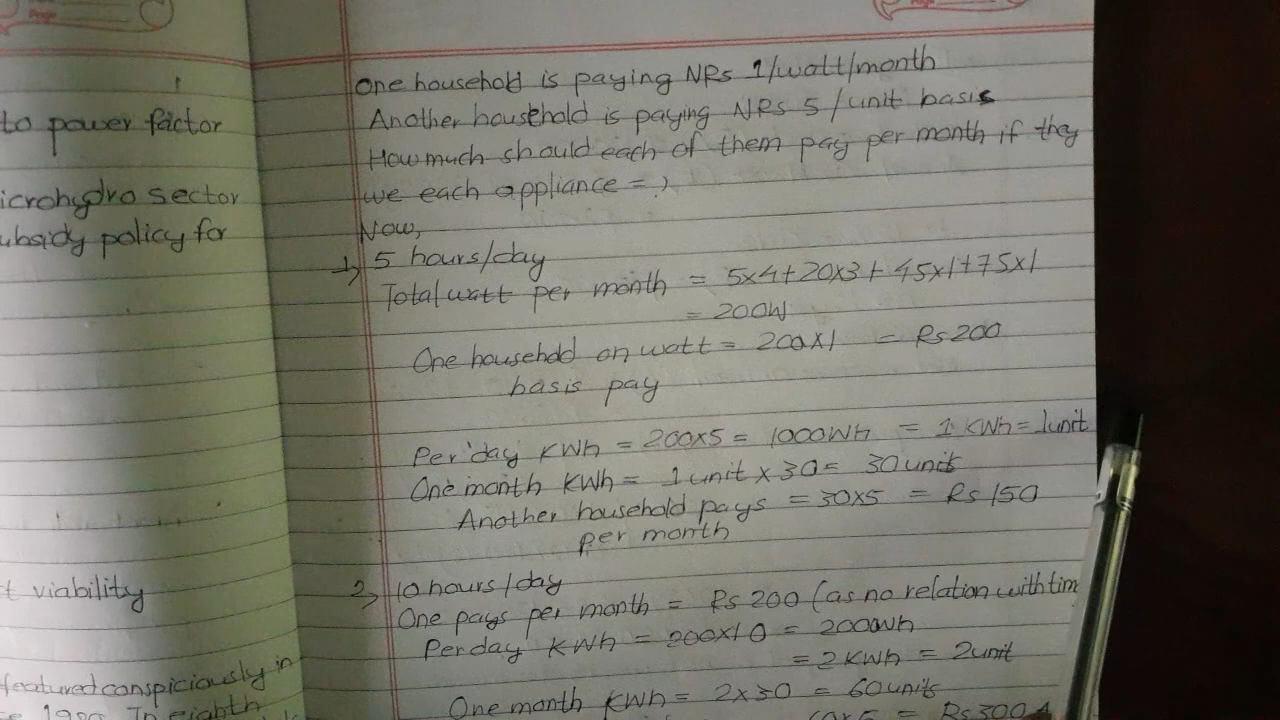 to power factor
icrohydro sector
ubsidy policy for
t viability
featured conspiciously in
One household is paying NRs 1/watt/month
Another household is paying NRs 5/unit basis
How much should each of them pay per month if they
we each appliance = ?
Now,
1> 5 hours/day
Total watt per month = 5x4+20x3+45x1+75x1
= 200W
One household on watt = 200x1 = Rs 200
basis pay
Per day KWh = 200x5 = 1000Wh = 1 KWh = 1unit
One month KWh = 1 unit x 30 = 30 units
Another household pays = 30x5 = Rs 150
per month
2> 10 hours/day
One pays per month = Rs 200 (as no relation with tim
Per day KWh = 200x10 = 2000Wh
= 2 KWh = 2unit
One month KWh = 2x30 = 60units
= Rs 300